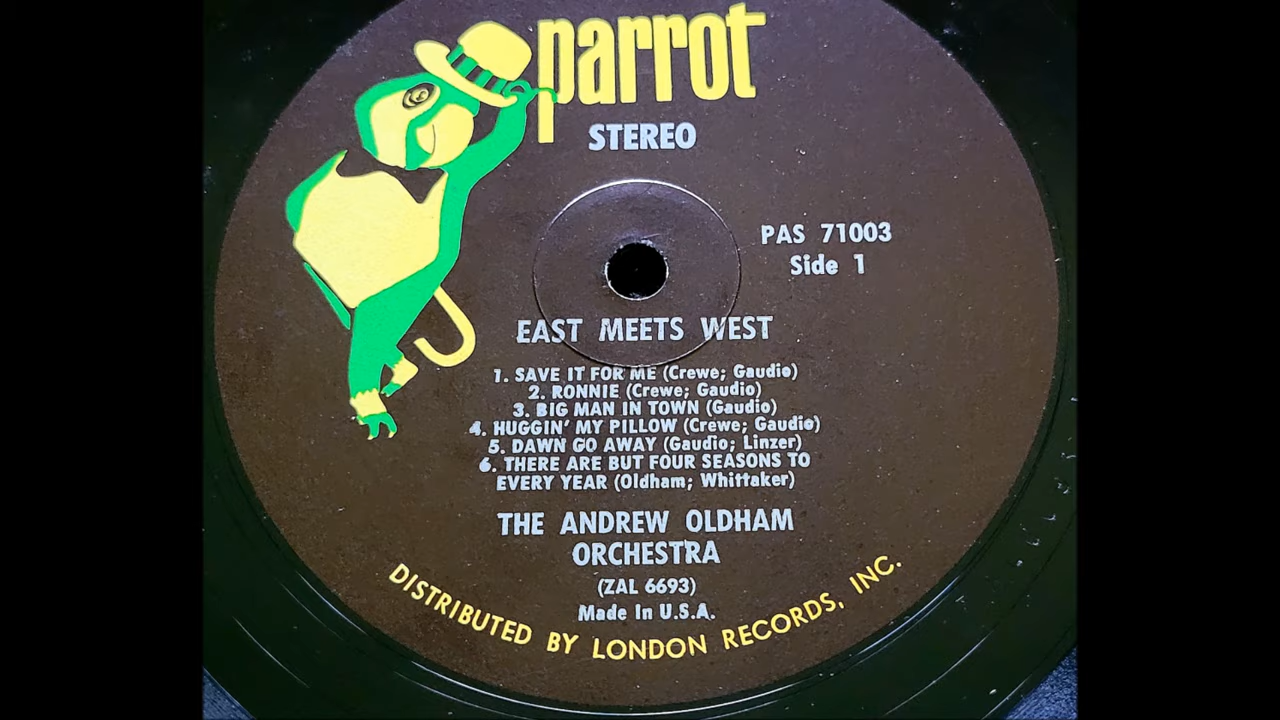 parrot
STEREO
PAS 71003
Side 1
EAST MEETS WEST
1. SAVE IT FOR ME (Crewe; Gaudio)
2. RONNIE (Crewe; Gaudio)
3. BIG MAN IN TOWN (Gaudio)
4. HUGGIN' MY PILLOW (Crewe; Gaudio)
5. DAWN GO AWAY (Gaudio; Linzer)
6. THERE ARE BUT FOUR SEASONS TO
EVERY YEAR (Oldham; Whittaker)
THE ANDREW OLDHAM
ORCHESTRA
(ZAL 6693)
Made in U.S.A.
DISTRIBUTED BY LONDON RECORDS, INC.